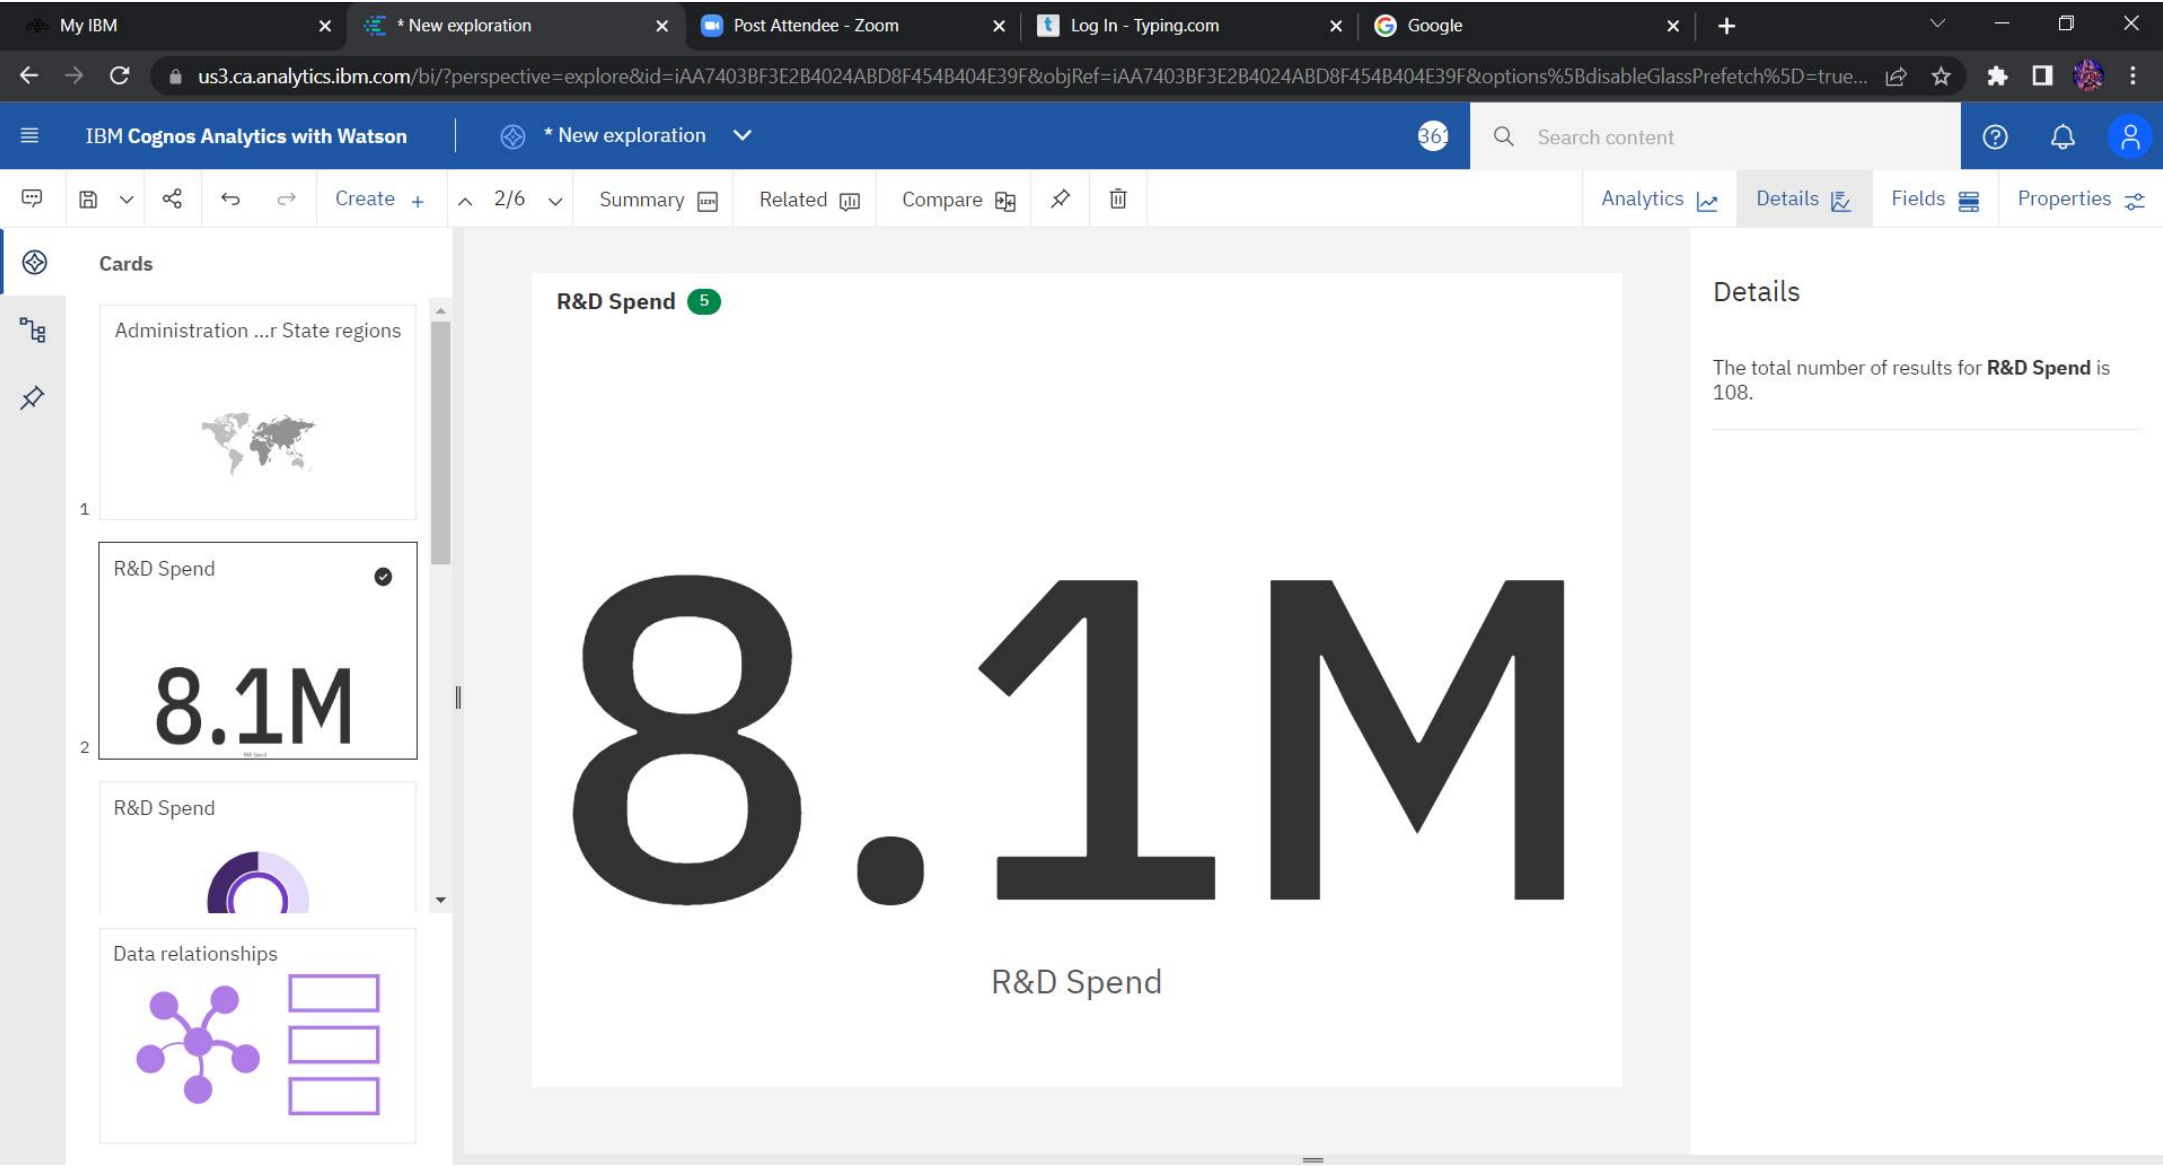 My IBM
* New exploration
Post Attendee - Zoom
Log In - Typing.com
Google
us3.ca.analytics.ibm.com/bi/?perspective=explore&id=iAA7403BF3E2B4024ABD8F454B404E39F&objRef=iAA7403BF3E2B4024ABD8F454B404E39F&options%5BdisableGlassPrefetch%5D=true...
IBM Cognos Analytics with Watson
* New exploration
361
Search content
Create +
2/6
Summary
Related
Compare
Analytics
Details
Fields
Properties
Cards
Administration ...r State regions
1
R&D Spend
8.1M
R&D Spend
2
R&D Spend
Data relationships
R&D Spend 5
8.1M
R&D Spend
Details
The total number of results for R&D Spend is
108.